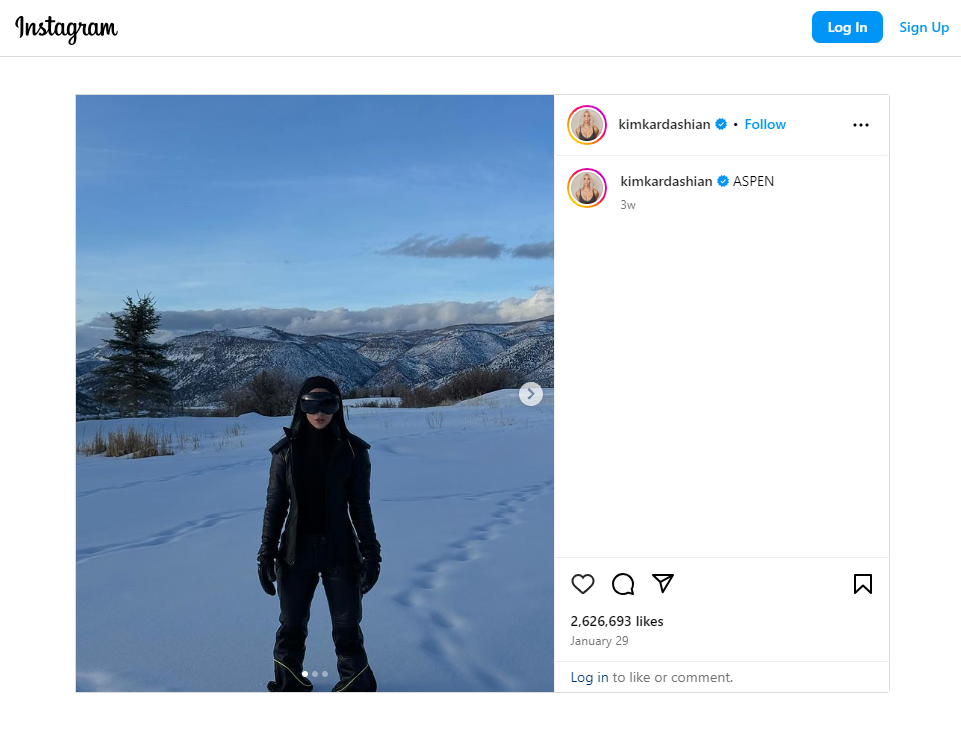 Instagram
Log In
Sign Up
kimkardashian • Follow
kimkardashian ASPEN
3w
2,626,693 likes
January 29
Log in to like or comment.